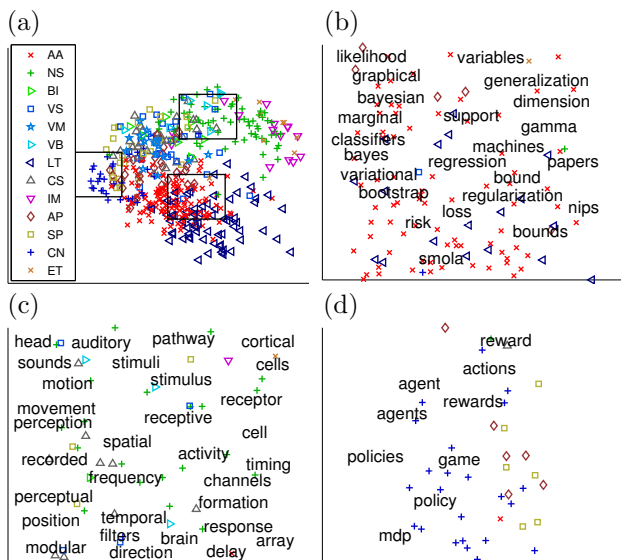 (a)
AA
NS
BI
VS
VM
VB
LT
CS
IM
AP
SP
CN
ET
(b)
likelihood variables
graphical generalization
bayesian dimension
marginal support
gamma
classifiers machines
bayes regression papers
variational bound
bootstrap regularization
nips
risk loss
bounds
smola
(c)
head auditory pathway cortical
sounds stimuli cells
motion stimulus
receptor
movement receptive
perception cell
spatial
recorded activity timing
frequency channels
perceptual formation
position temporal response
filters brain array
modular direction delay
(d)
reward
actions
agent
agents rewards
policies game
policy
mdp